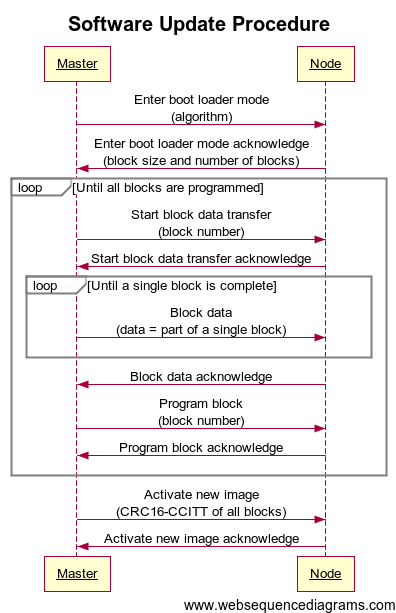 Software Update Procedure
Master Node
Enter boot loader mode
(algorithm)
Enter boot loader mode acknowledge
(block size and number of blocks)
loop [Until all blocks are programmed]
Start block data transfer
(block number)
Start block data transfer acknowledge
loop [Until a single block is complete]
Block data
(data = part of a single block)
Block data acknowledge
Program block
(block number)
Program block acknowledge
Activate new image
(CRC16-CCITT of all blocks)
Activate new image acknowledge
Master Node
www.websequencediagrams.com